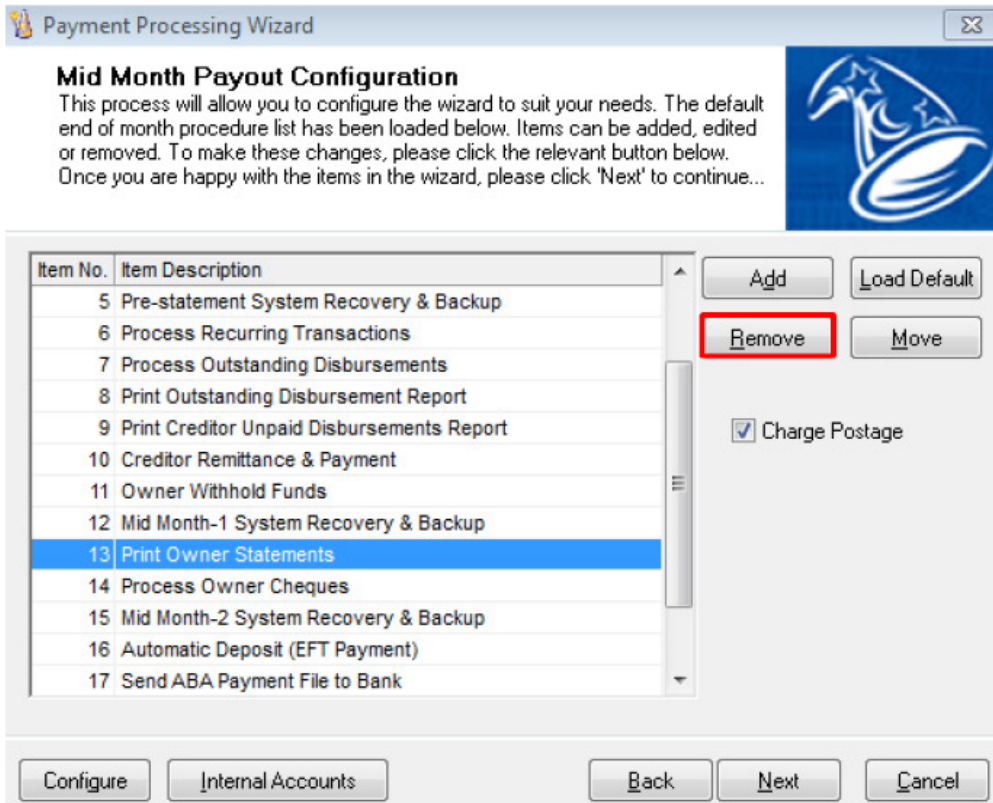 Payment Processing Wizard
Mid Month Payout Configuration
This process will allow you to configure the wizard to suit your needs. The default
end of month procedure list has been loaded below. Items can be added, edited
or removed. To make these changes, please click the relevant button below.
Once you are happy with the items in the wizard, please click 'Next' to continue...
Item No. Item Description
5 Pre-statement System Recovery & Backup
6 Process Recurring Transactions
7 Process Outstanding Disbursements
8 Print Outstanding Disbursement Report
9 Print Creditor Unpaid Disbursements Report
10 Creditor Remittance & Payment
11 Owner Withhold Funds
12 Mid Month-1 System Recovery & Backup
13 Print Owner Statements
14 Process Owner Cheques
15 Mid Month-2 System Recovery & Backup
16 Automatic Deposit (EFT Payment)
17 Send ABA Payment File to Bank
Add Load Default
Remove Move
Charge Postage
Configure Internal Accounts Back Next Cancel